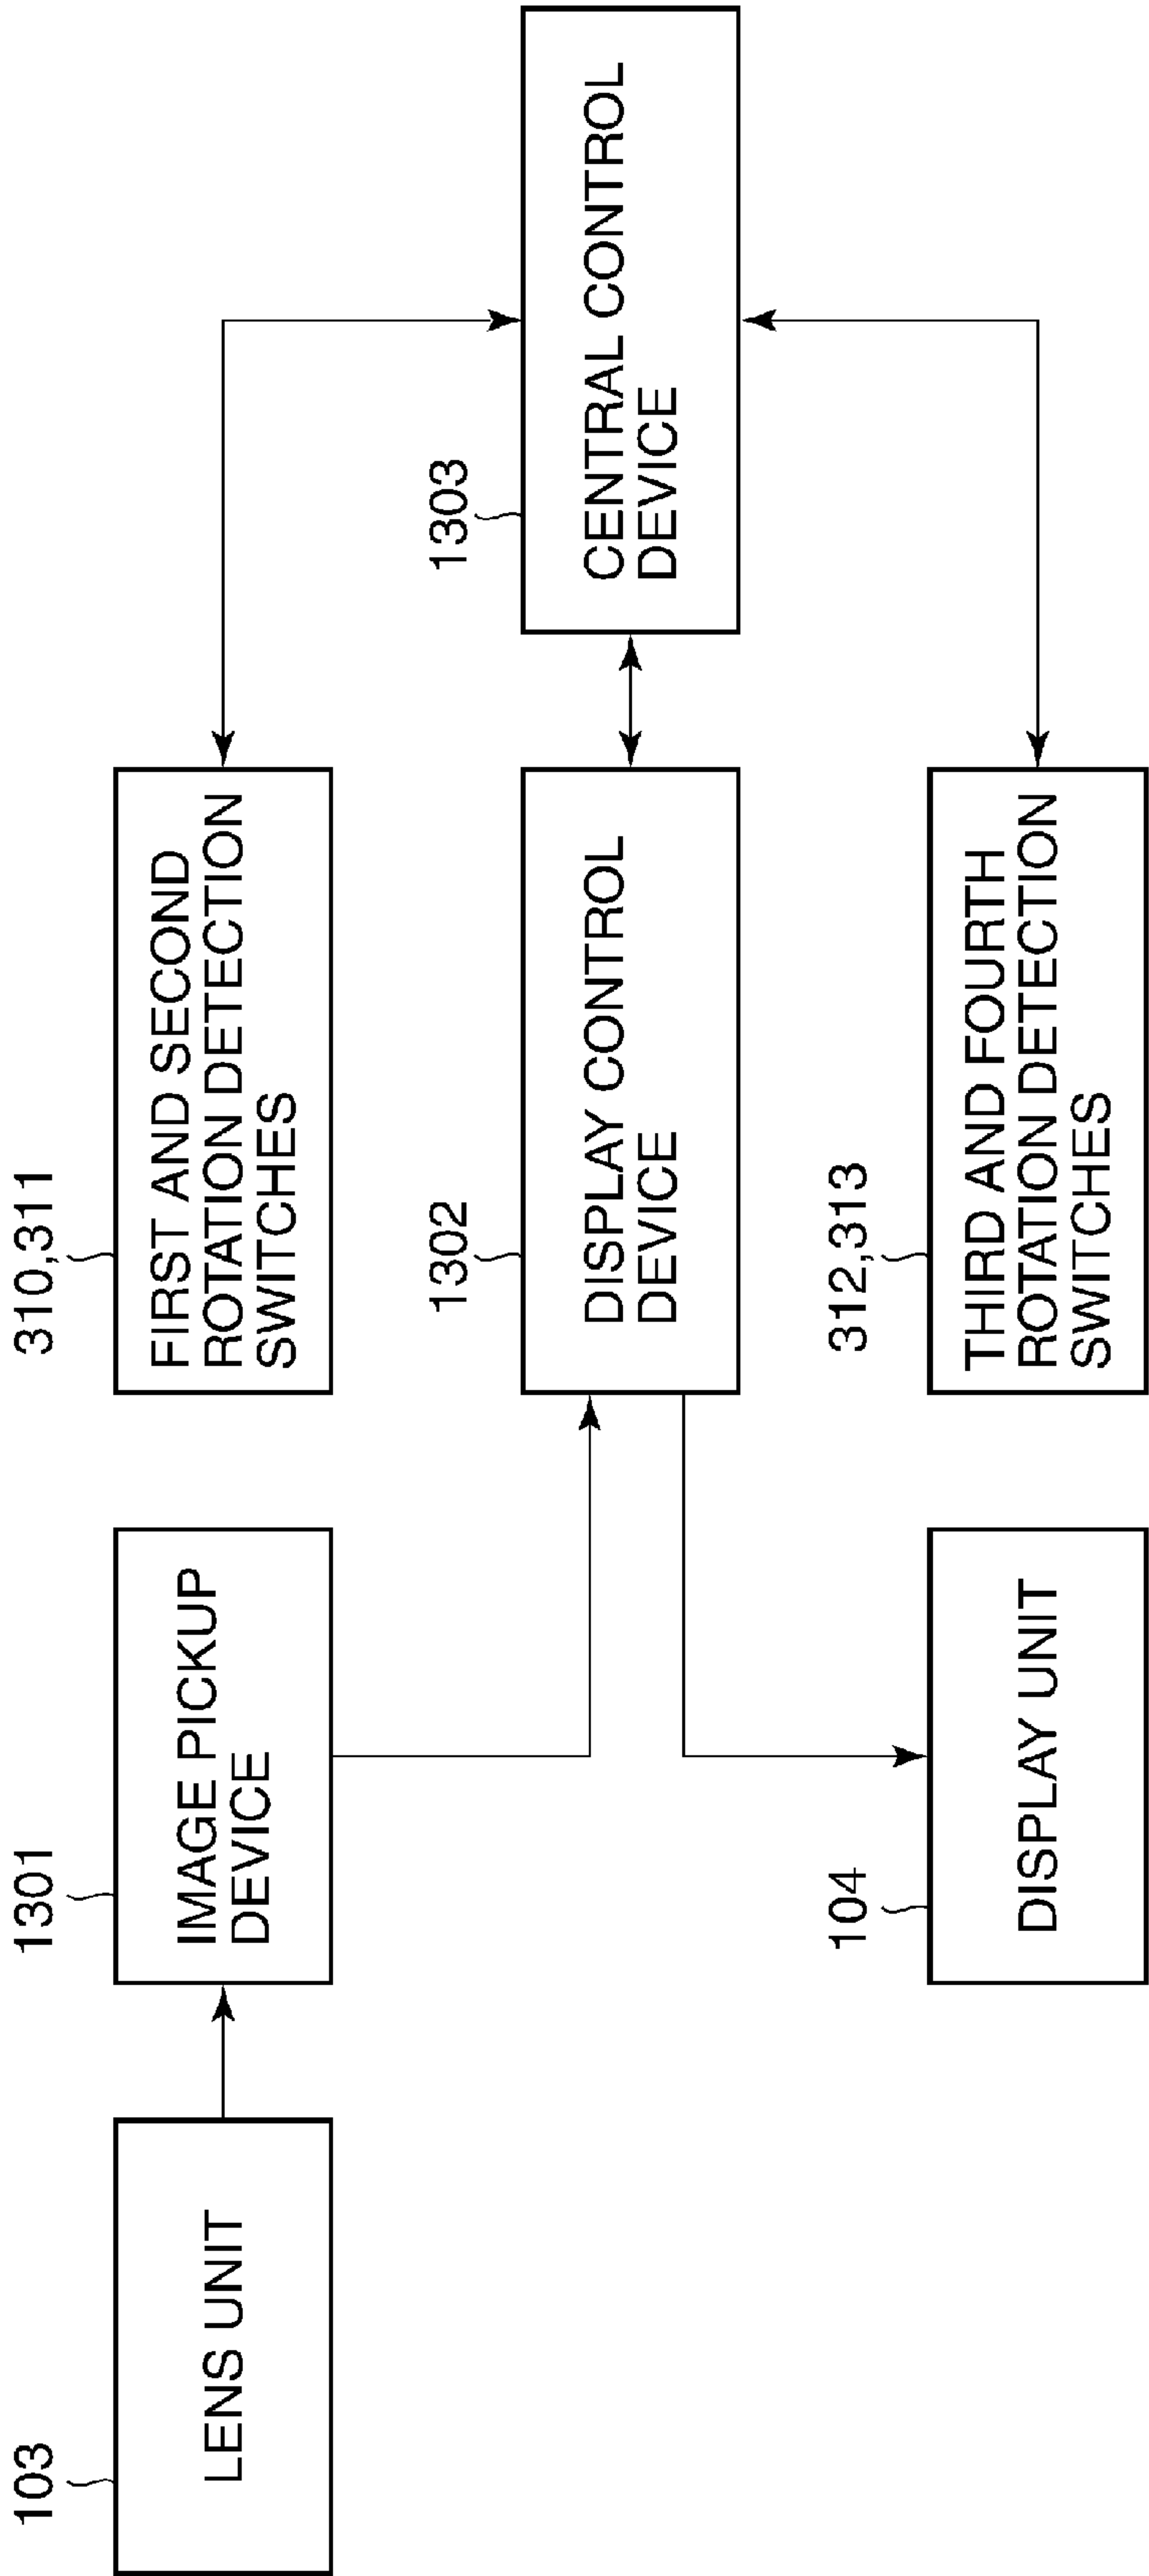 103
LENS UNIT
1301
IMAGE PICKUP
DEVICE
310,311
FIRST AND SECOND
ROTATION DETECTION
SWITCHES
1302
DISPLAY CONTROL
DEVICE
1303
CENTRAL CONTROL
DEVICE
104
DISPLAY UNIT
312,313
THIRD AND FOURTH
ROTATION DETECTION
SWITCHES